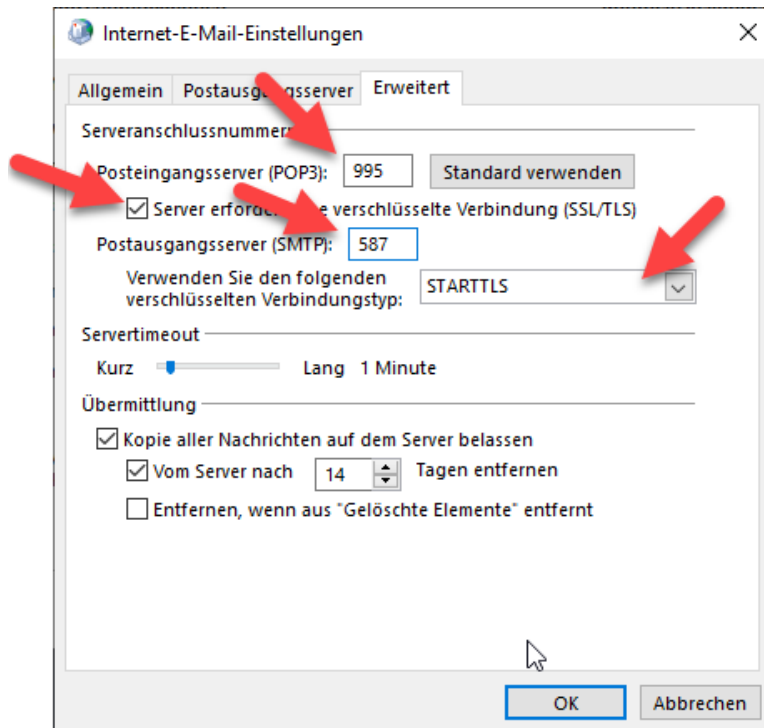 Internet-E-Mail-Einstellungen
Allgemein Postausgangsserver Erweitert
Serveranschlussnummern
Posteingangsserver (POP3): 995 Standard verwenden
Server verschlüsselte Verbindung (SSL/TLS)
Postausgangsserver (SMTP): 587
Verwenden Sie den folgenden
verschlüsselten Verbindungstyp: STARTTLS
Servertimeout
Kurz Lang 1 Minute
Übermittlung
Kopie aller Nachrichten auf dem Server belassen
Vom Server nach 14 Tagen entfernen
Entfernen, wenn aus "Gelöschte Elemente" entfernt
OK Abbrechen